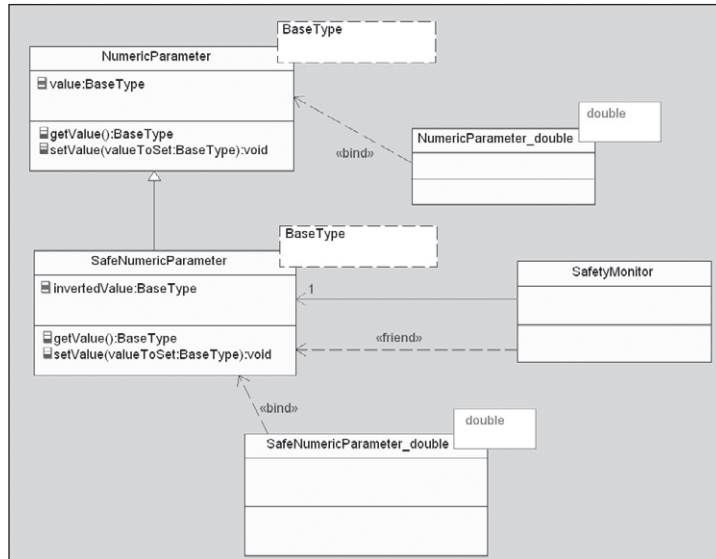 BaseType
NumericParameter
value:BaseType
getValue():BaseType
setValue(valueToSet:BaseType):void
double
NumericParameter_double
«bind»
BaseType
SafeNumericParameter
invertedValue:BaseType
getValue():BaseType
setValue(valueToSet:BaseType):void
1
SafetyMonitor
«friend»
«bind»
double
SafeNumericParameter_double